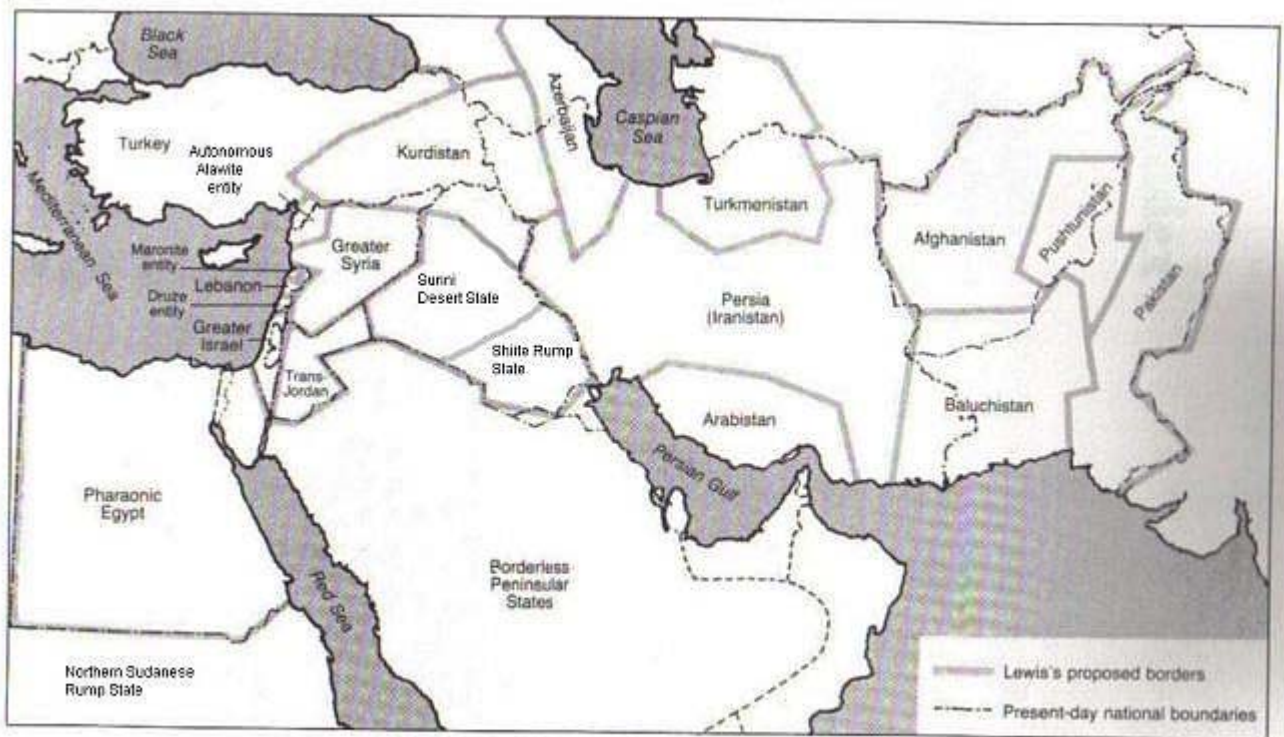 Black
Sea
Turkey
Autonomous
Alawite
entity
Kurdistan
Azerbaijan
Caspian
Sea
Turkmenistan
Afghanistan
Pushtunistan
Pakistan
Mediterranean Sea
Maronite
entity
Lebanon
Druze
entity
Greater
Israel
Greater
Syria
Sunni
Desert State
Shiite Rump
State
Trans
Jordan
Persia
(Iranistan)
Arabistan
Baluchistan
Persian Gulf
Pharaonic
Egypt
Red Sea
Borderless
Peninsular
States
Northern Sudanese
Rump State
Lewis's proposed borders
Present-day national boundaries